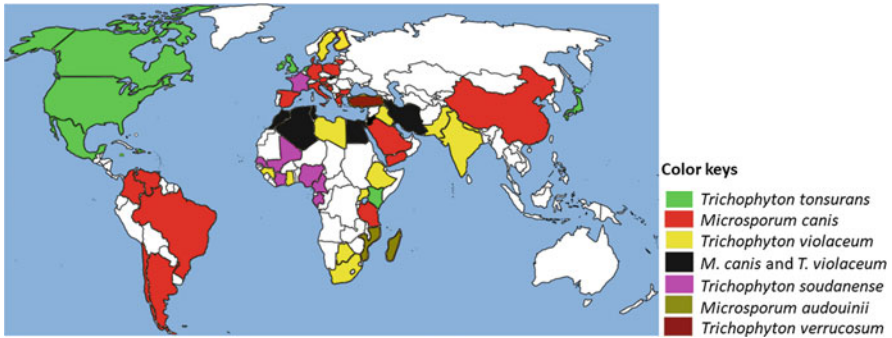 Color keys
Trichophyton tonsurans
Microsporum canis
Trichophyton violaceum
M. canis and T. violaceum
Trichophyton soudanense
Microsporum audouinii
Trichophyton verrucosum